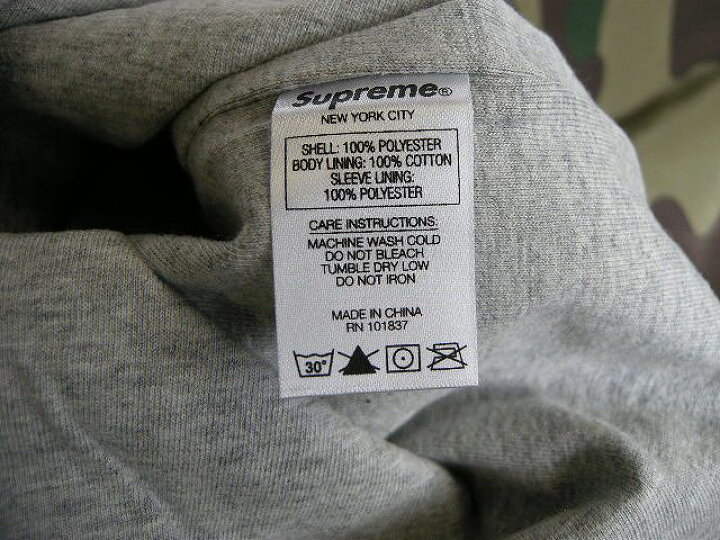 Supreme®
NEW YORK CITY
SHELL: 100% POLYESTER
BODY LINING: 100% COTTON
SLEEVE LINING:
100% POLYESTER
CARE INSTRUCTIONS:
MACHINE WASH COLD
DO NOT BLEACH
TUMBLE DRY LOW
DO NOT IRON
MADE IN CHINA
RN 101837
30°